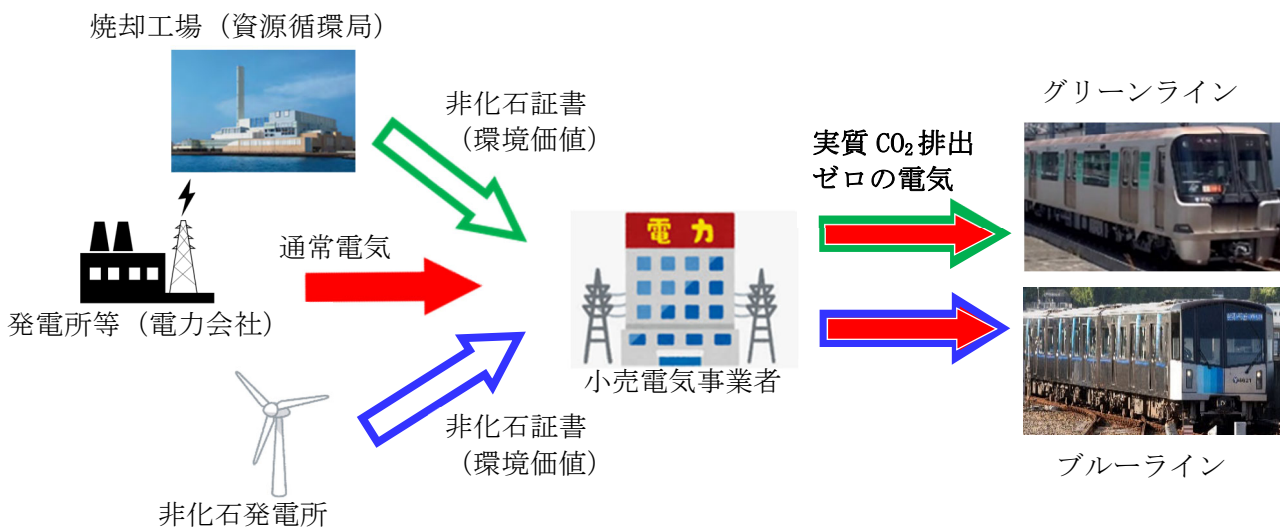 焼却工場（資源循環局）
非化石証書
（環境価値）
通常電気
発電所等（電力会社）
非化石証書
（環境価値）
非化石発電所
電力
小売電気事業者
実質 CO₂排出
ゼロの電気
グリーンライン
ブルーライン